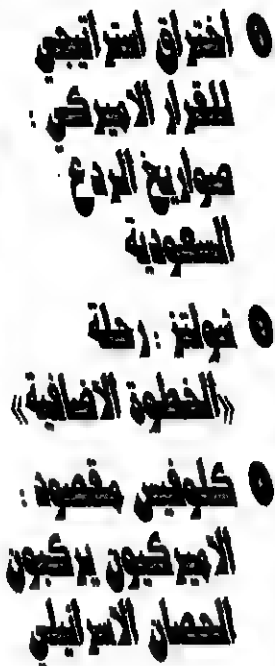 ● اختراق استراتيجي
للقرار الاميركي :
صواريخ الردع
السعودية
● شولتز : رحلة
«الخطوة الاضافية»
● كلوفيس مقصود :
الاميركيون يركبون
الحصان الاسرائيلي